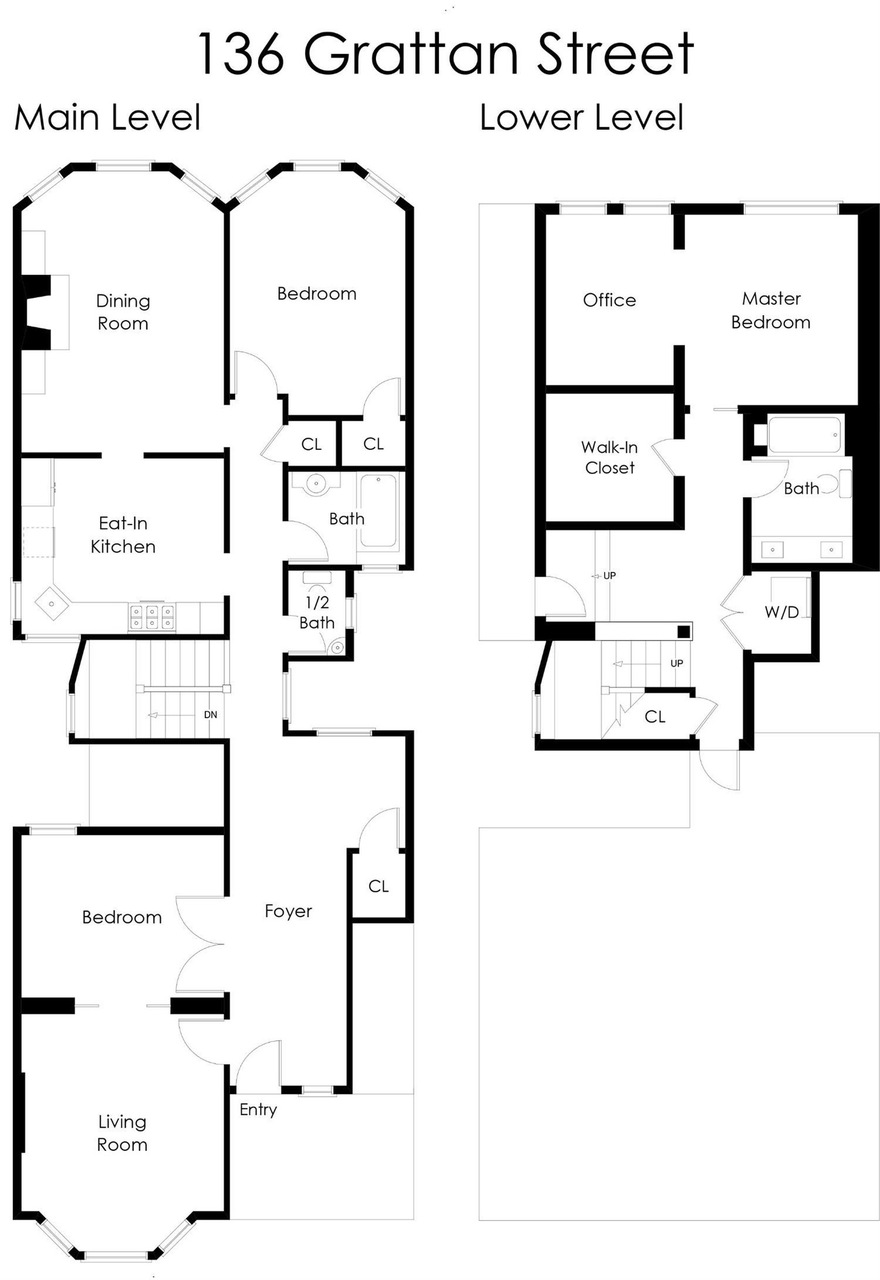 136 Grattan Street
Main Level
Lower Level
Dining
Room
Bedroom
CL
CL
Eat-In
Kitchen
Bath
1/2
Bath
DN
Bedroom
Foyer
CL
Living
Room
Entry
Office
Master
Bedroom
Walk-In
Closet
Bath
UP
W/D
UP
CL